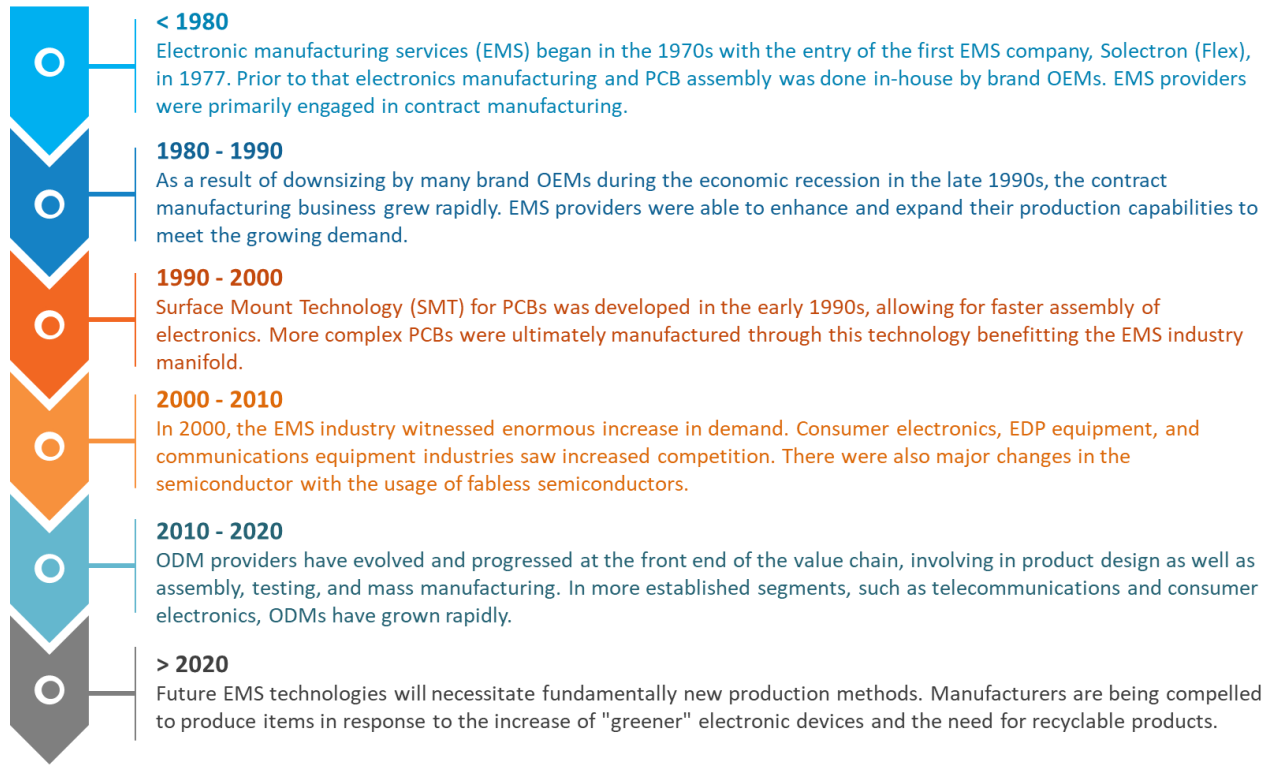 < 1980
Electronic manufacturing services (EMS) began in the 1970s with the entry of the first EMS company, Solectron (Flex),
in 1977. Prior to that electronics manufacturing and PCB assembly was done in-house by brand OEMs. EMS providers
were primarily engaged in contract manufacturing.
1980 - 1990
As a result of downsizing by many brand OEMs during the economic recession in the late 1990s, the contract
manufacturing business grew rapidly. EMS providers were able to enhance and expand their production capabilities to
meet the growing demand.
1990 - 2000
Surface Mount Technology (SMT) for PCBs was developed in the early 1990s, allowing for faster assembly of
electronics. More complex PCBs were ultimately manufactured through this technology benefitting the EMS industry
manifold.
2000 - 2010
In 2000, the EMS industry witnessed enormous increase in demand. Consumer electronics, EDP equipment, and
communications equipment industries saw increased competition. There were also major changes in the
semiconductor with the usage of fabless semiconductors.
2010 - 2020
ODM providers have evolved and progressed at the front end of the value chain, involving in product design as well as
assembly, testing, and mass manufacturing. In more established segments, such as telecommunications and consumer
electronics, ODMs have grown rapidly.
> 2020
Future EMS technologies will necessitate fundamentally new production methods. Manufacturers are being compelled
to produce items in response to the increase of "greener" electronic devices and the need for recyclable products.